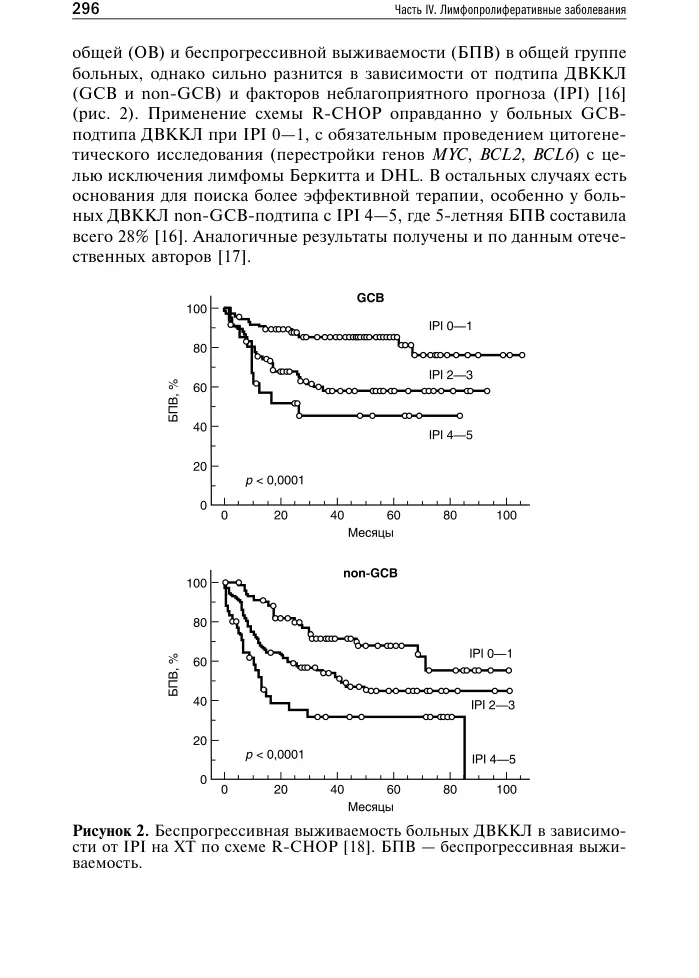 296
Часть IV. Лимфопролиферативные заболевания
общей (ОВ) и беспрогрессивной выживаемости (БПВ) в общей группе
больных, однако сильно разнится в зависимости от подтипа ДВККЛ
(GCB и non-GCB) и факторов неблагоприятного прогноза (IPI) [16]
(рис. 2). Применение схемы R-CHOP оправданно у больных GCB-
подтипа ДВККЛ при IPI 0—1, с обязательным проведением цитогене-
тического исследования (перестройки генов MYC, BCL2, BCL6) с це-
лью исключения лимфомы Беркитта и DHL. В остальных случаях есть
основания для поиска более эффективной терапии, особенно у боль-
ных ДВККЛ non-GCB-подтипа с IPI 4—5, где 5-летняя БПВ составила
всего 28% [16]. Аналогичные результаты получены и по данным отече-
ственных авторов [17].
GCB
БПВ, %
100
80
60
40
20
0
IPI 0—1
IPI 2—3
IPI 4—5
p < 0,0001
0 20 40 60 80 100
Месяцы
non-GCB
БПВ, %
100
80
60
40
20
0
IPI 0—1
IPI 2—3
IPI 4—5
p < 0,0001
0 20 40 60 80 100
Месяцы
Рисунок 2. Беспрогрессивная выживаемость больных ДВККЛ в зависимо-
сти от IPI на ХТ по схеме R-CHOP [18]. БПВ — беспрогрессивная выжи-
ваемость.